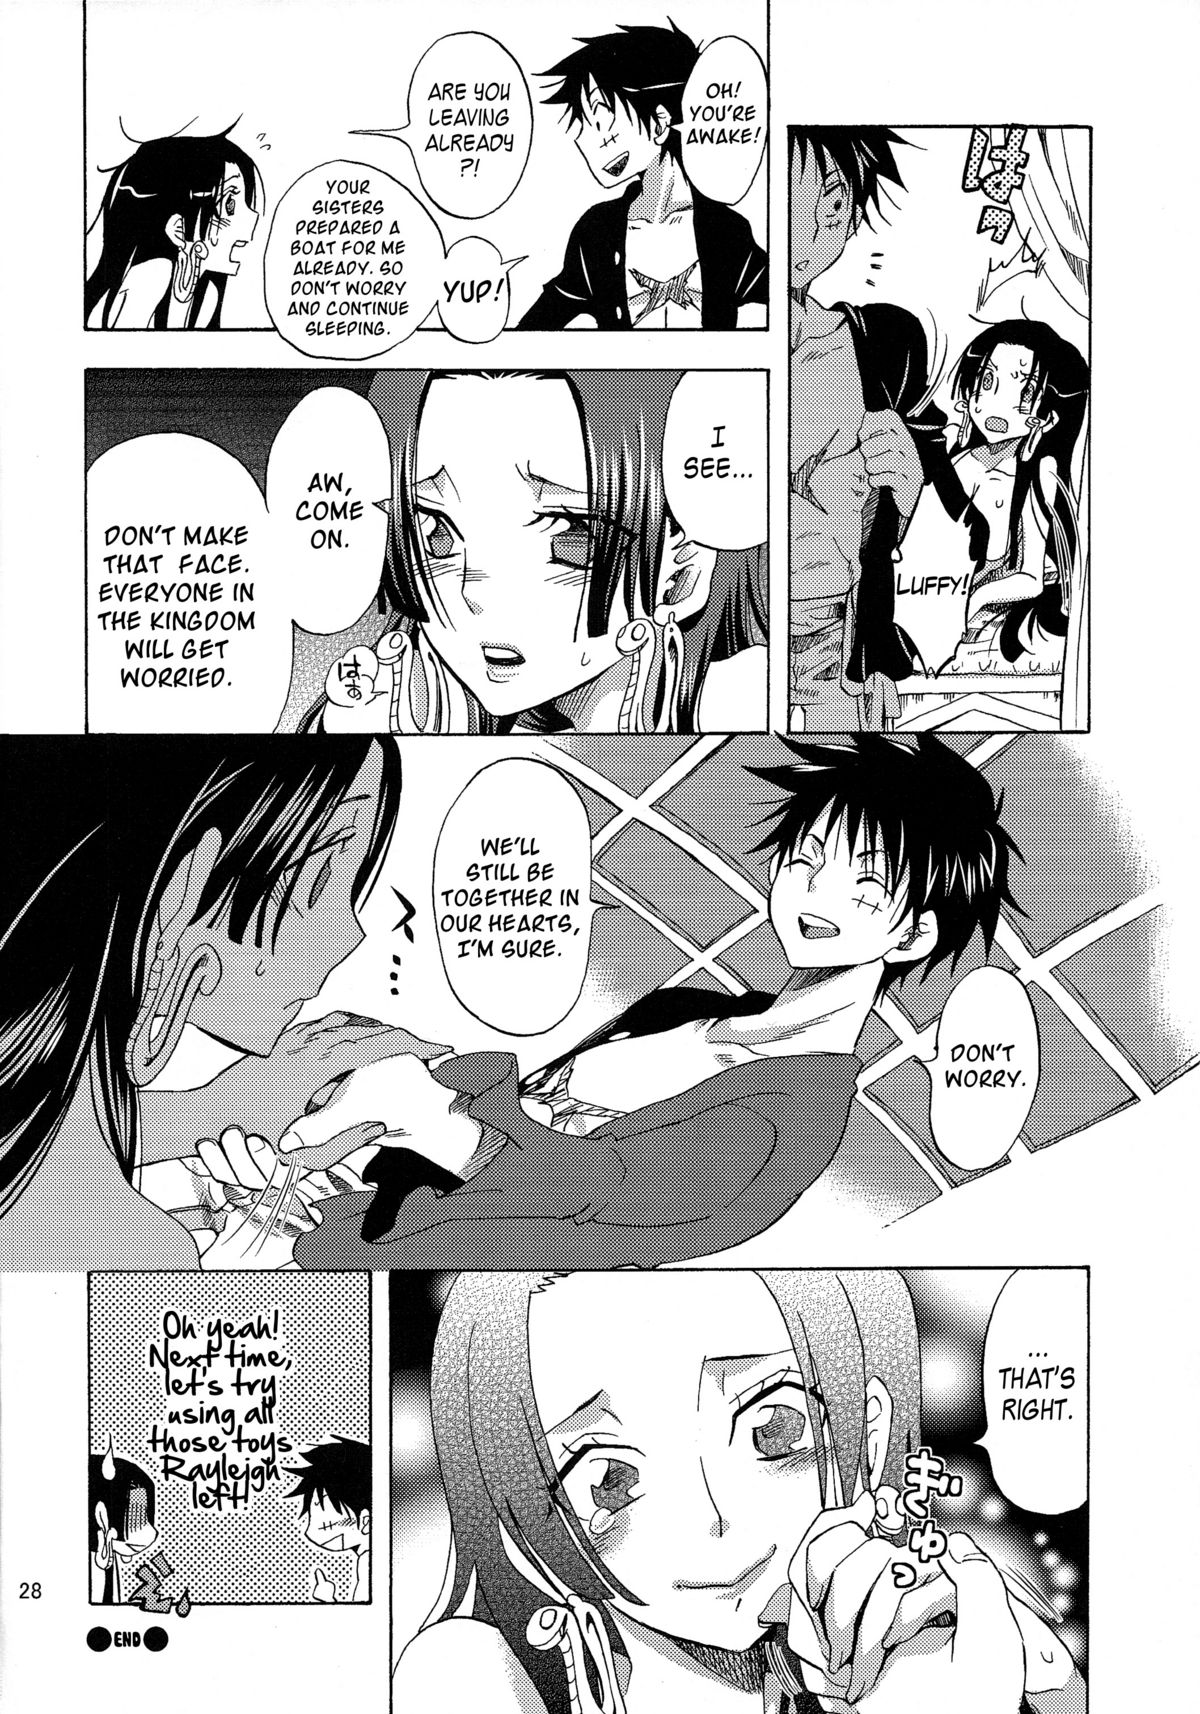 ばっ
LUFFY!
OH!
YOU'RE
AWAKE!
ARE YOU
LEAVING
ALREADY
?!
YUP!
YOUR
SISTERS
PREPARED A
BOAT FOR ME
ALREADY. SO
DON'T WORRY
AND CONTINUE
SLEEPING.
I
SEE...
AW,
COME
ON.
はぁ
DON'T MAKE
THAT FACE.
EVERYONE IN
THE KINGDOM
WILL GET
WORRIED.
DON'T
WORRY.
WE'LL
STILL BE
TOGETHER IN
OUR HEARTS,
I'M SURE.
ス…
...
THAT'S
RIGHT.
ぎゅっ
Oh yeah!
Next time,
let's try
using all
those toys
Rayleigh
left!
END
28